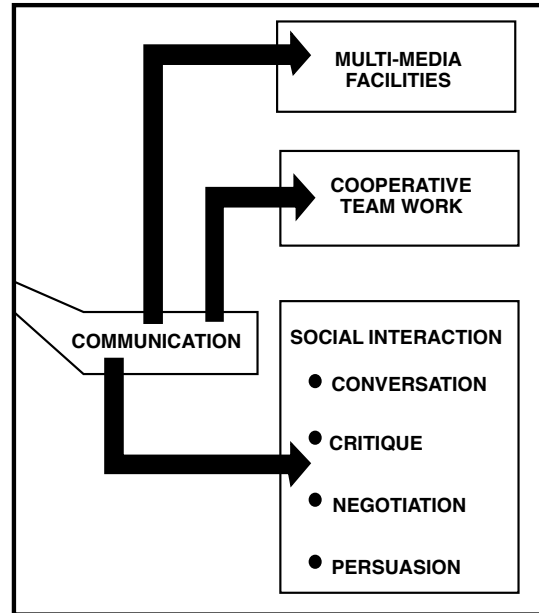 MULTI-MEDIA
FACILITIES
COOPERATIVE
TEAM WORK
COMMUNICATION
SOCIAL INTERACTION
● CONVERSATION
● CRITIQUE
● NEGOTIATION
● PERSUASION